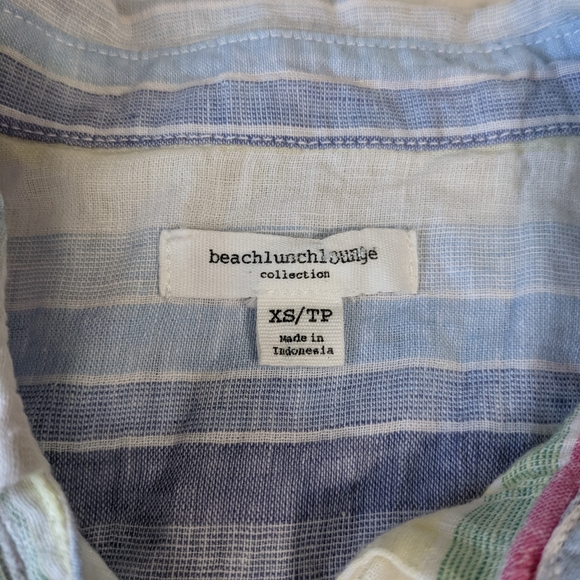 beachlunchlounge
collection
XS/TP
Made in
Indonesia